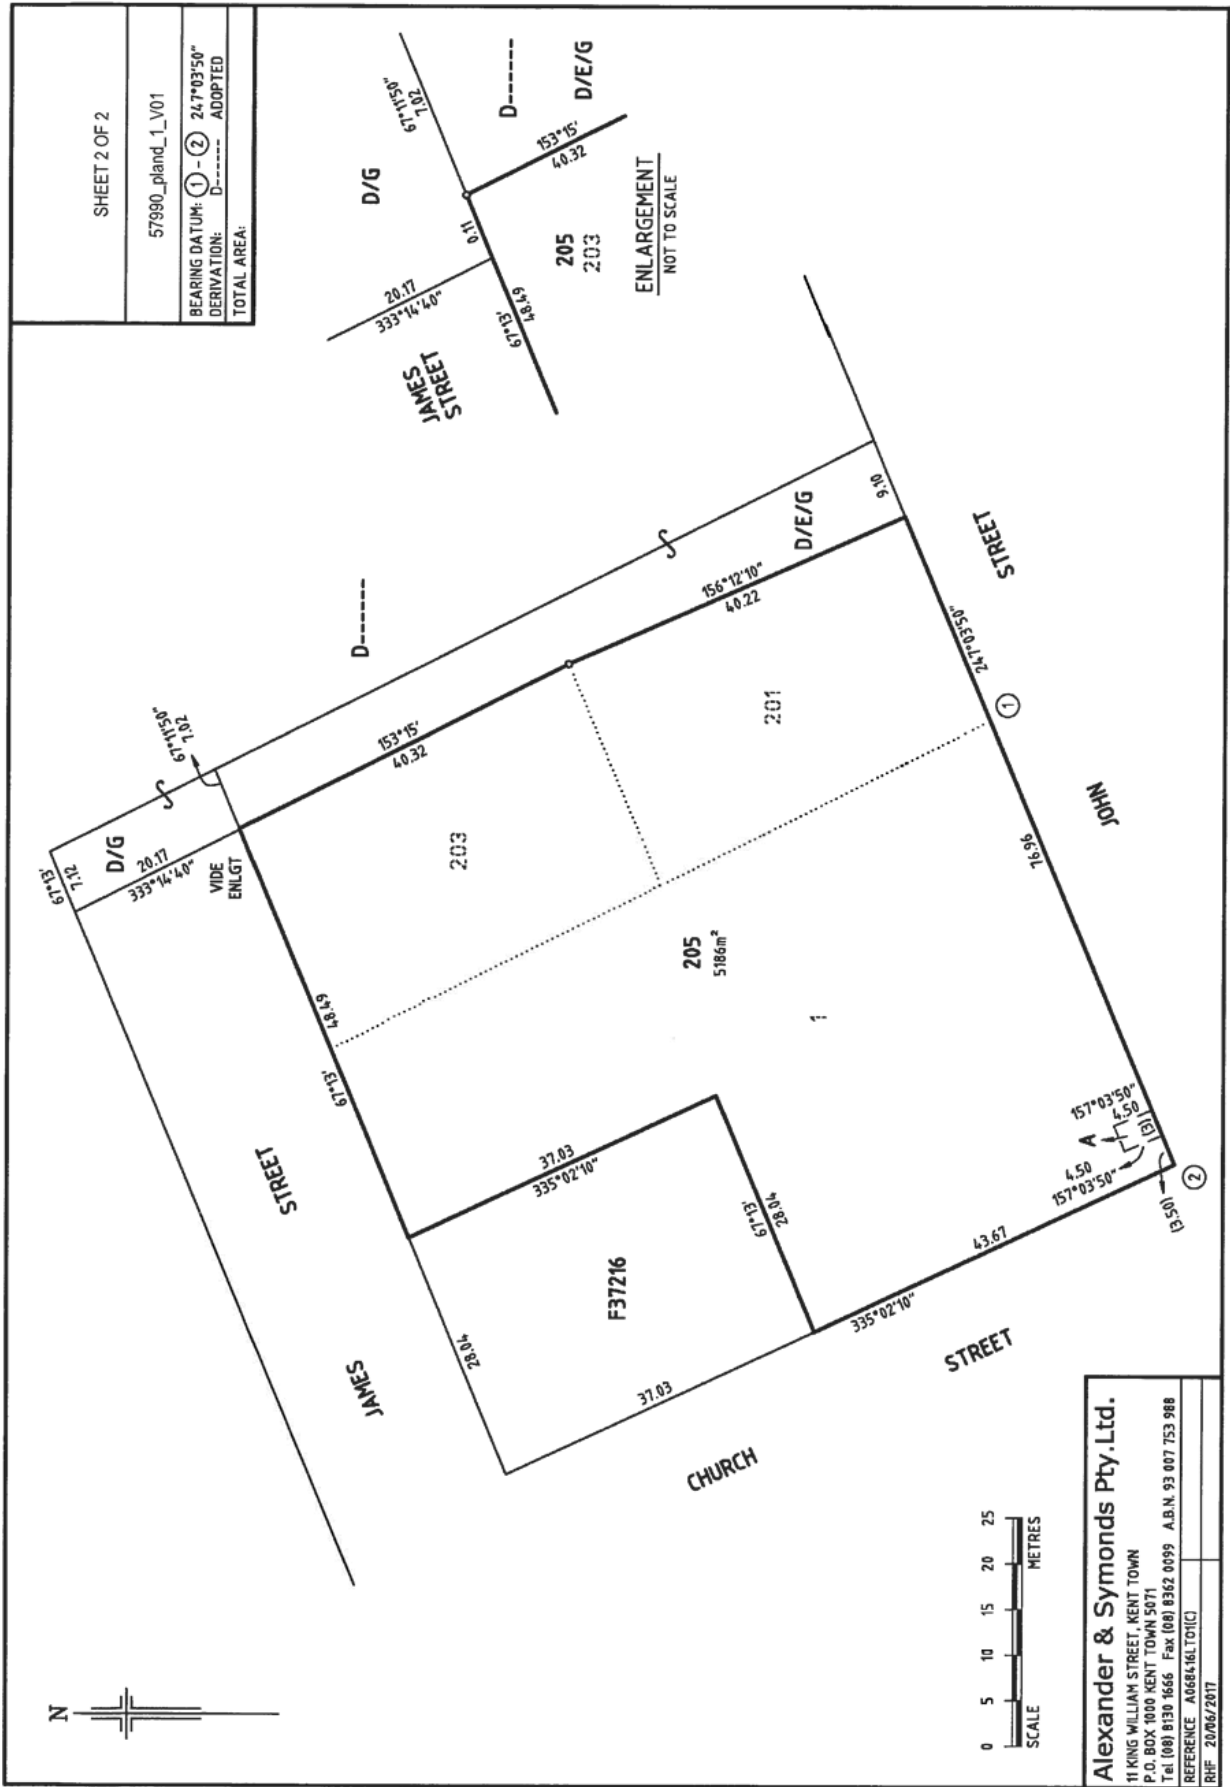 SHEET 2 OF 2
57990_pland_1_V01
BEARING DATUM: 1 - 2 247°03'50"
DERIVATION: D------ ADOPTED
TOTAL AREA:
N
67°13'
7.12
D/G
20.17
333°14'40"
VIDE
ENLGT
67°11'50"
7.02
D-------
JAMES STREET
28.04
67°13'
48.49
203
153°15'
40.32
37.03
335°02'10"
F37216
67°13'
28.04
37.03
CHURCH STREET
335°02'10"
43.67
205
5186m²
1
201
156°12'10"
40.22
D/E/G
9.10
247°03'50"
76.96
1
JOHN STREET
157°03'50"
4.50
A
(3)
4.50
157°03'50"
(3.50)
2
JAMES
STREET
20.17
333°14'40"
D/G
67°11'50"
7.02
D-------
0.11
67°13'
48.49
153°15'
40.32
D/E/G
205
203
ENLARGEMENT
NOT TO SCALE
0 5 10 15 20 25
SCALE METRES
Alexander & Symonds Pty.Ltd.
11 KING WILLIAM STREET, KENT TOWN
P.O. BOX 1000 KENT TOWN 5071
Tel (08) 8130 1666 Fax (08) 8362 0099 A.B.N. 93 007 753 988
REFERENCE A068416LT01(C)
RHF 20/06/2017